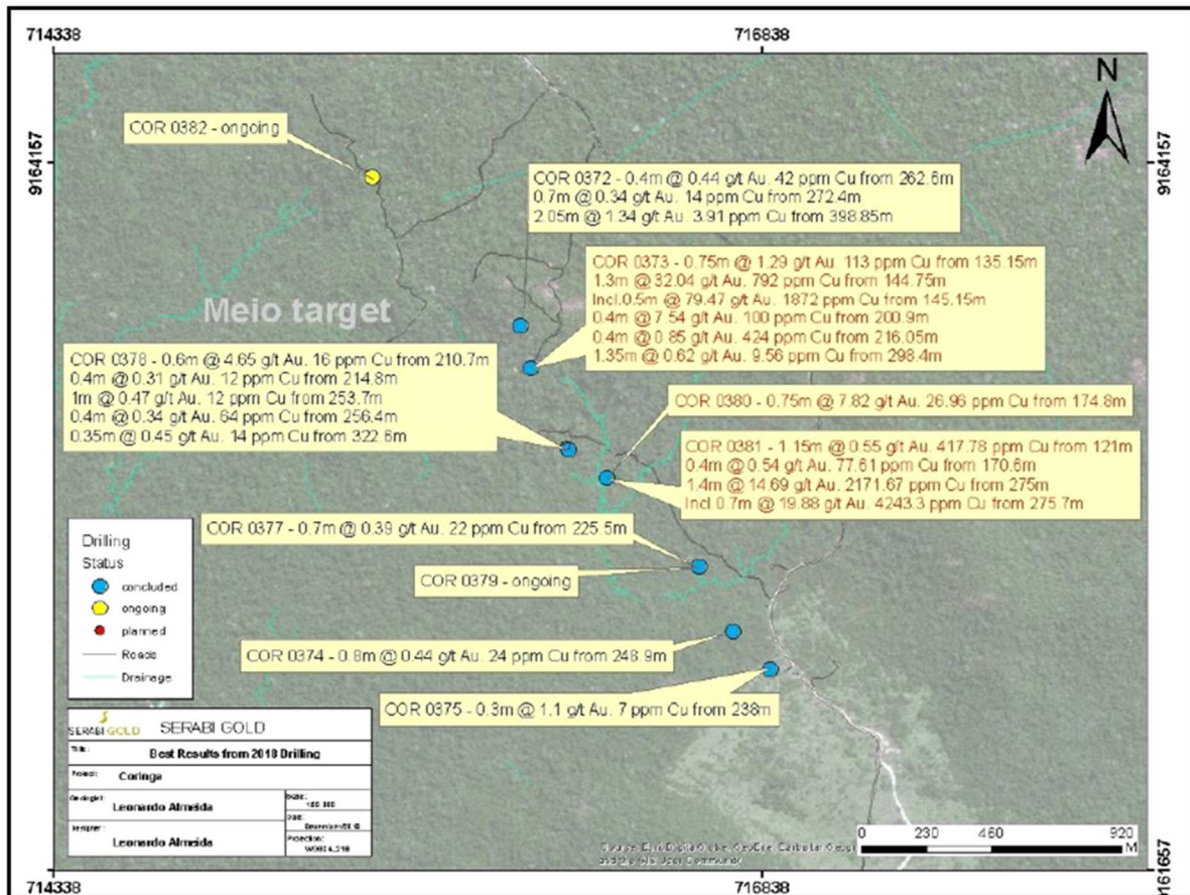 714338
716838
N
9164157
9164157
COR 0382 - ongoing
COR 0372 - 0.4m @ 0.44 g/t Au. 42 ppm Cu from 262.6m
0.7m @ 0.34 g/t Au. 14 ppm Cu from 272.4m
2.05m @ 1.34 g/t Au. 3.91 ppm Cu from 398.85m
COR 0373 - 0.75m @ 1.29 g/t Au. 113 ppm Cu from 135.15m
1.3m @ 32.04 g/t Au. 792 ppm Cu from 144.75m
Incl.0.5m @ 79.47 g/t Au. 1872 ppm Cu from 145.15m
0.4m @ 7.54 g/t Au. 100 ppm Cu from 200.9m
0.4m @ 0.85 g/t Au. 424 ppm Cu from 216.05m
1.35m @ 0.62 g/t Au. 9.56 ppm Cu from 298.4m
Meio target
COR 0378 - 0.6m @ 4.65 g/t Au. 16 ppm Cu from 210.7m
0.4m @ 0.31 g/t Au. 12 ppm Cu from 214.8m
1m @ 0.47 g/t Au. 12 ppm Cu from 253.7m
0.4m @ 0.34 g/t Au. 64 ppm Cu from 256.4m
0.35m @ 0.45 g/t Au. 14 ppm Cu from 322.6m
COR 0380 - 0.75m @ 7.82 g/t Au. 26.96 ppm Cu from 174.8m
COR 0381 - 1.15m @ 0.55 g/t Au. 417.78 ppm Cu from 121m
0.4m @ 0.54 g/t Au. 77.61 ppm Cu from 170.6m
1.4m @ 14.69 g/t Au. 2171.67 ppm Cu from 275m
Incl 0.7m @ 19.88 g/t Au. 4243.3 ppm Cu from 275.7m
COR 0377 - 0.7m @ 0.39 g/t Au. 22 ppm Cu from 225.5m
COR 0379 - ongoing
COR 0374 - 0.8m @ 0.44 g/t Au. 24 ppm Cu from 248.9m
COR 0375 - 0.3m @ 1.1 g/t Au. 7 ppm Cu from 238m
Drilling
Status
concluded
ongoing
planned
Roads
Drainage
SERABI GOLD SERABI GOLD
Title: Best Results from 2018 Drilling
Project: Coringa
Geologist: Leonardo Almeida
Designer: Leonardo Almeida
Date:
Projection:
0 230 460 920
M
and the GIS User Community
714338
716838
9161657